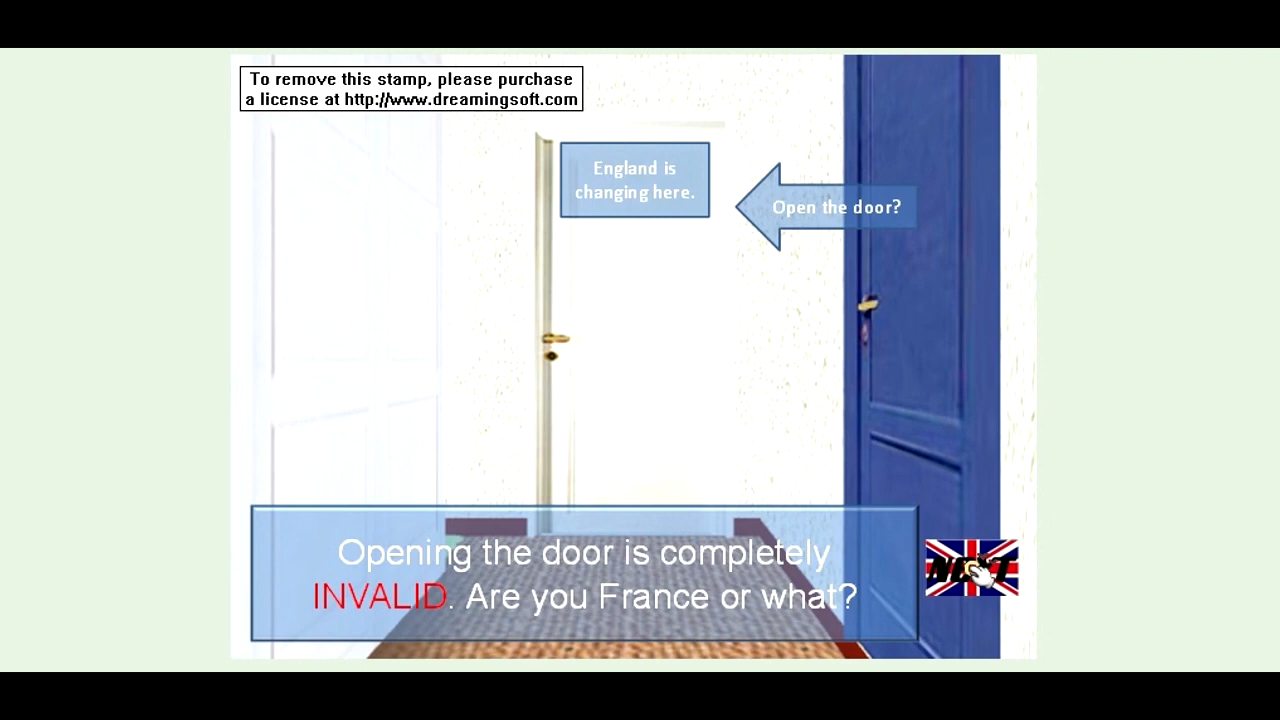 To remove this stamp, please purchase
a license at http://www.dreamingsoft.com
England is
changing here.
Open the door?
Opening the door is completely
INVALID. Are you France or what?
NEXT